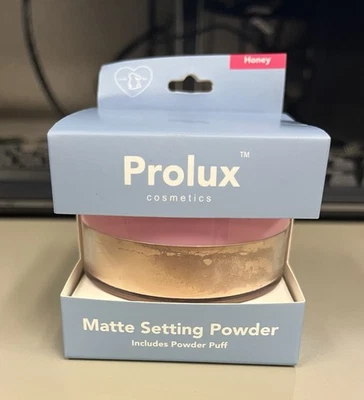 Honey
Prolux™
cosmetics
Matte Setting Powder
Includes Powder Puff